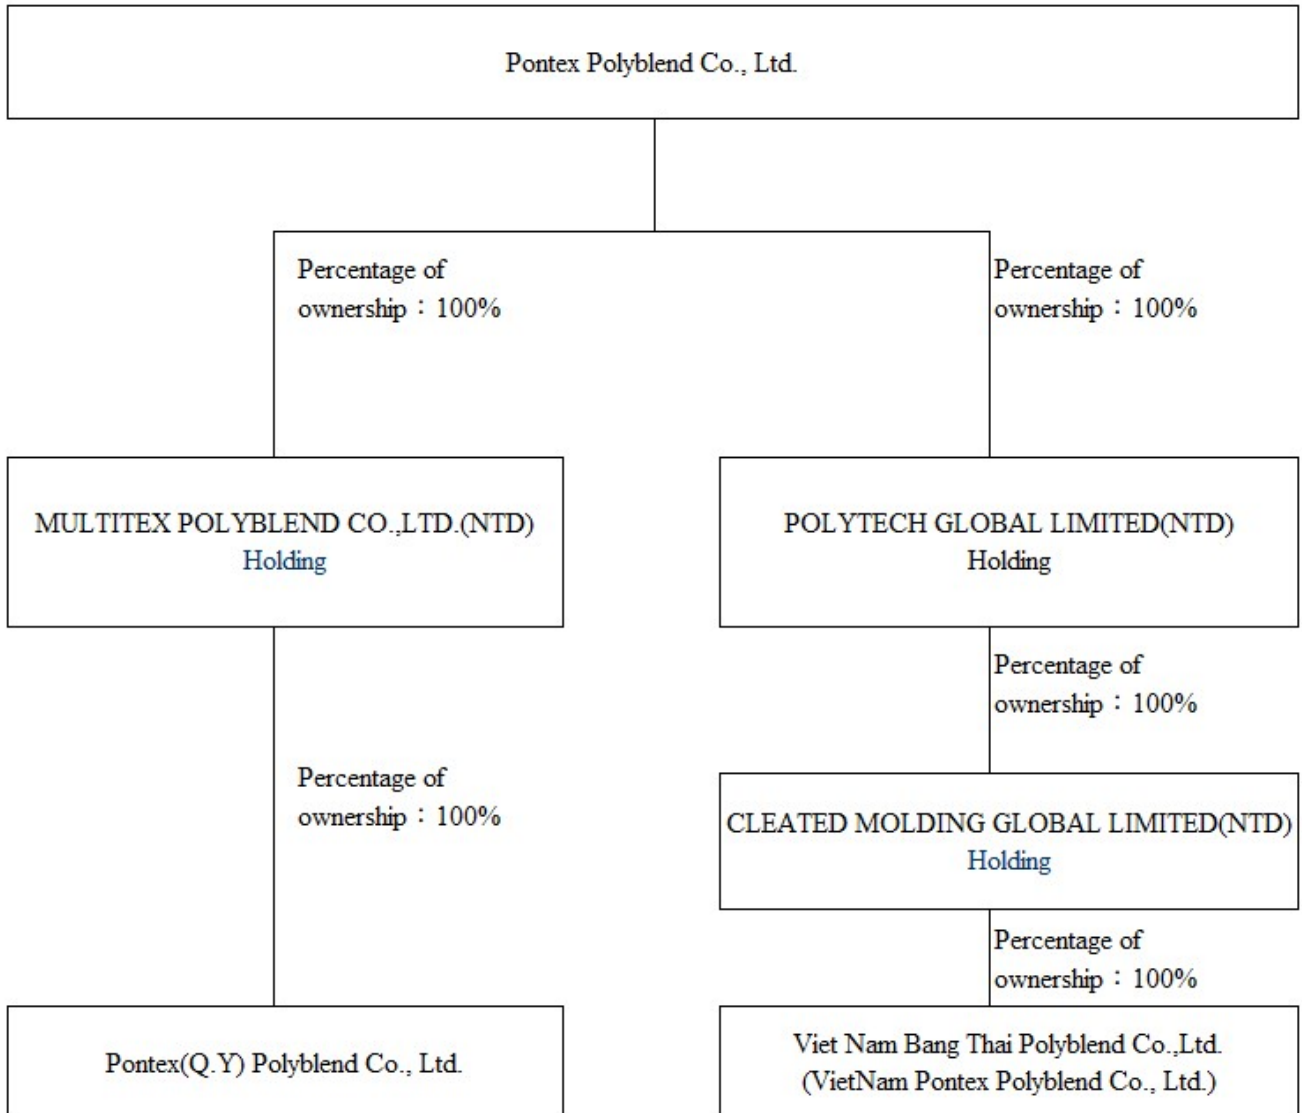 Pontex Polyblend Co., Ltd.
Percentage of
ownership：100%
Percentage of
ownership：100%
MULTITEX POLYBLEND CO.,LTD.(NTD)
Holding
POLYTECH GLOBAL LIMITED(NTD)
Holding
Percentage of
ownership：100%
Percentage of
ownership：100%
CLEATED MOLDING GLOBAL LIMITED(NTD)
Holding
Percentage of
ownership：100%
Pontex(Q.Y) Polyblend Co., Ltd.
Viet Nam Bang Thai Polyblend Co.,Ltd.
(VietNam Pontex Polyblend Co., Ltd.)